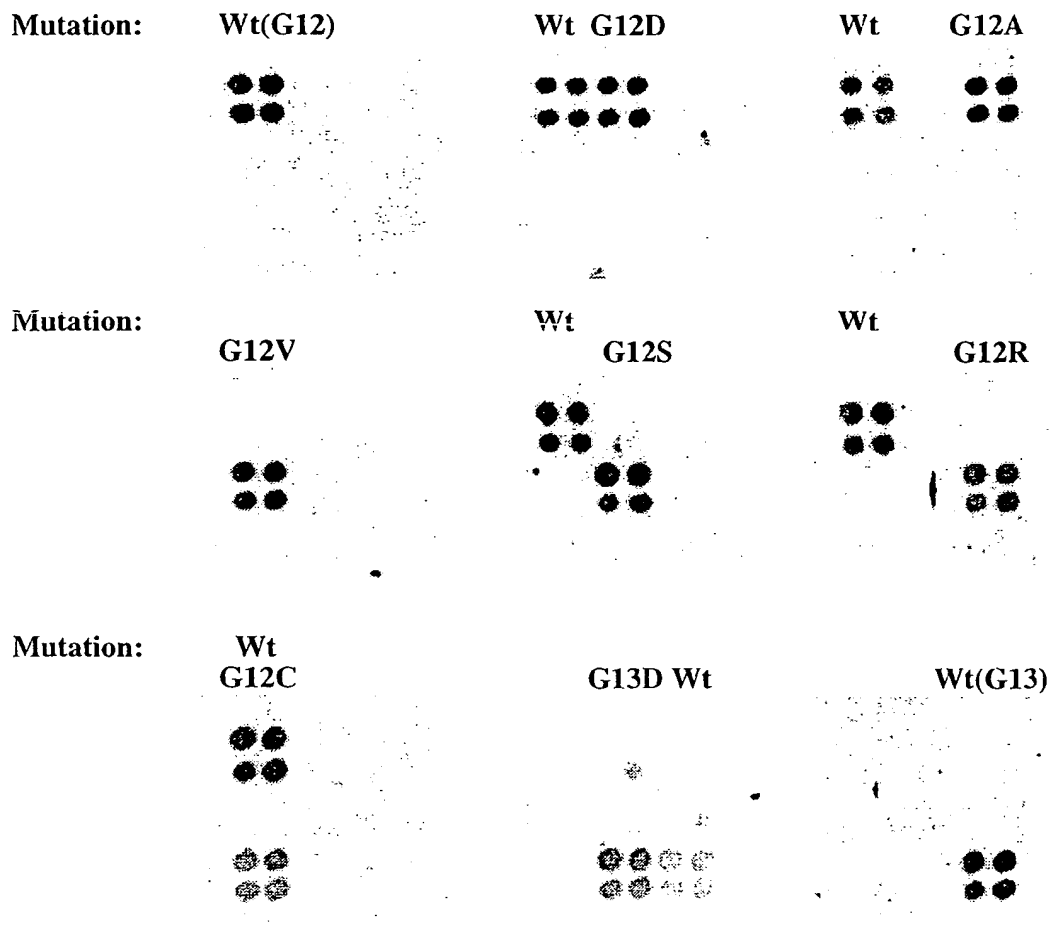 Mutation: Wt(G12) Wt G12D Wt G12A
Mutation: Wt Wt
G12V G12S G12R
Mutation: Wt
G12C G13D Wt Wt(G13)